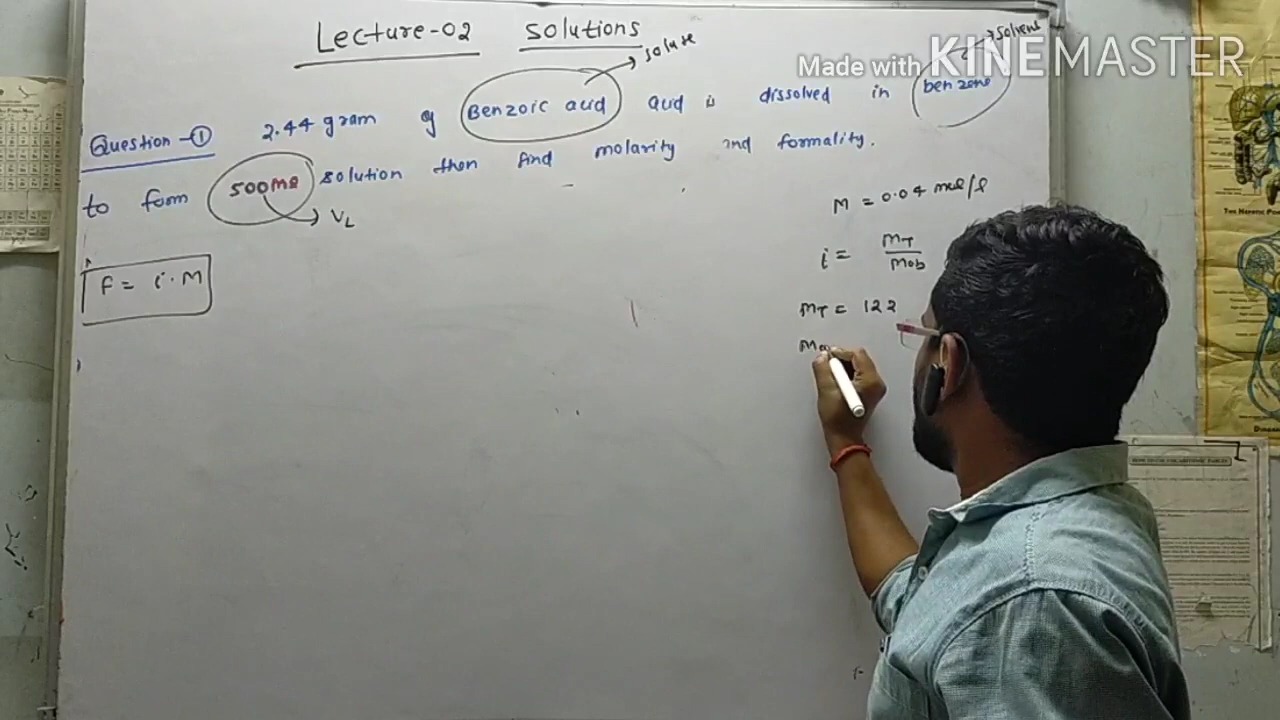 Made with KINEMASTER
Lecture-02 Solutions
→ solute
→ solvent
Question-① 2.44 gram of Benzoic acid acid is dissolved in benzene
to form 500ml solution then find molarity and formality.
→ VL
F = i · M
M = 0.04 mol/l
i = MT / Mob
MT = 122
Mo